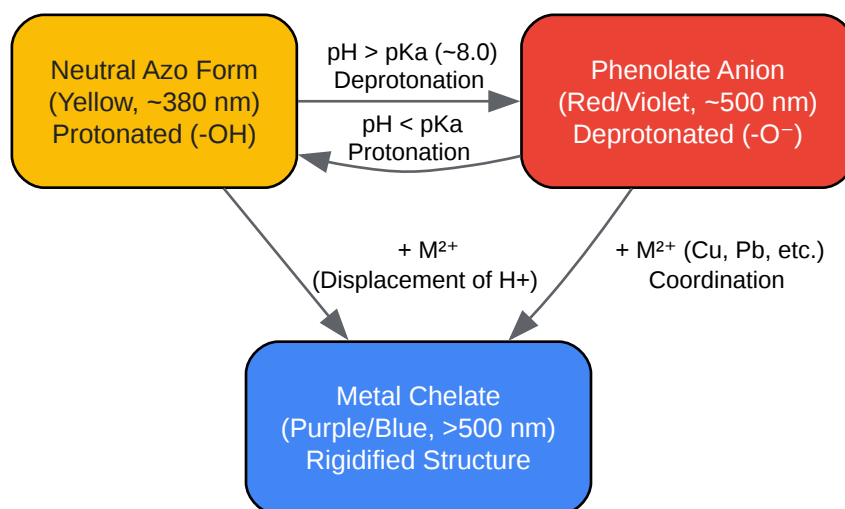 Neutral Azo Form
(Yellow, ~380 nm)
Protonated (-OH)
pH > pKa (~8.0)
Deprotonation
pH < pKa
Protonation
Phenolate Anion
(Red/Violet, ~500 nm)
Deprotonated (-O⁻)
+ M²⁺
(Displacement of H+)
+ M²⁺ (Cu, Pb, etc.)
Coordination
Metal Chelate
(Purple/Blue, >500 nm)
Rigidified Structure